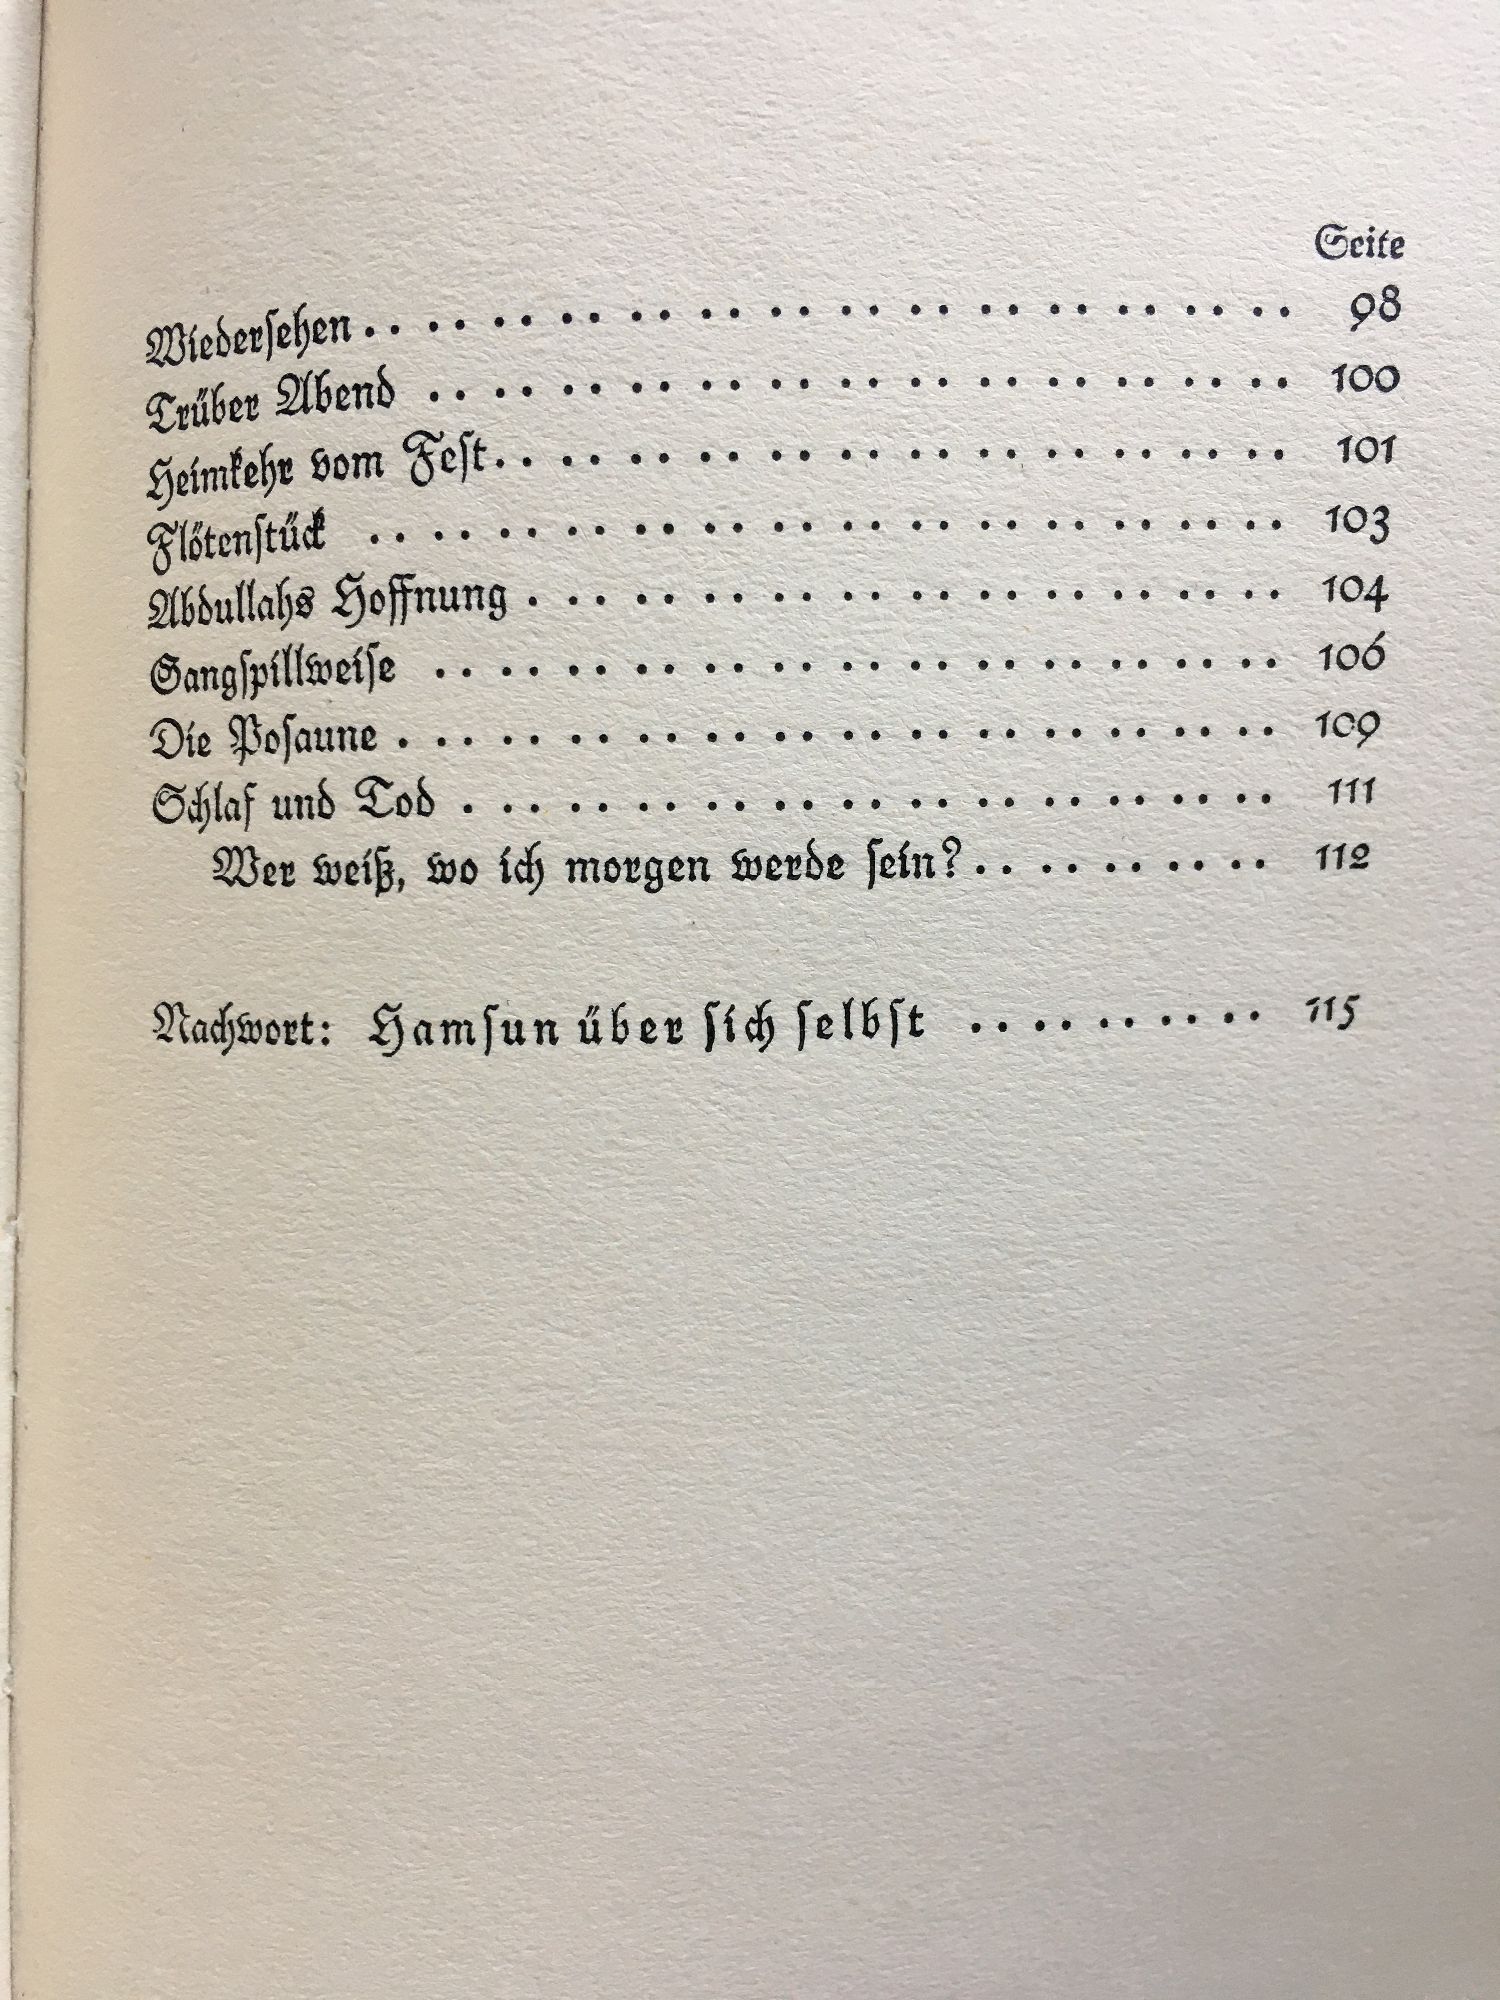 Seite
Wiedersehen . . . . . . . . . . . . . . . . . . . . . . . . . . . . 98
Trüber Abend . . . . . . . . . . . . . . . . . . . . . . . . . . 100
Heimkehr vom Fest . . . . . . . . . . . . . . . . . . . . . . . . 101
Flötenstück . . . . . . . . . . . . . . . . . . . . . . . . . . . . 103
Abdullahs Hoffnung . . . . . . . . . . . . . . . . . . . . . . . 104
Gangspillweise . . . . . . . . . . . . . . . . . . . . . . . . . . 106
Die Posaune . . . . . . . . . . . . . . . . . . . . . . . . . . . 109
Schlaf und Tod . . . . . . . . . . . . . . . . . . . . . . . . . 111
Wer weiß, wo ich morgen werde sein? . . . . . . . . . . 112
Nachwort: Hamsun über sich selbst . . . . . . . . . . 115